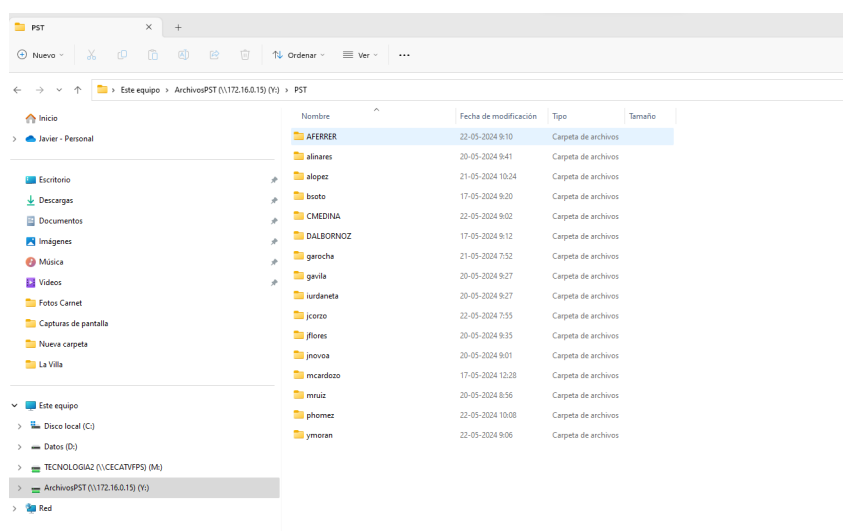 PST
Nuevo
Ordenar
Ver
Este equipo > ArchivosPST (\\172.16.0.15) (Y:) > PST
Inicio
Javier - Personal
Escritorio
Descargas
Documentos
Imágenes
Música
Vídeos
Fotos Carnet
Capturas de pantalla
Nueva carpeta
La Villa
Este equipo
Disco local (C:)
Datos (D:)
TECNOLOGIA2 (\\CECATVFPS) (M:)
ArchivosPST (\\172.16.0.15) (Y:)
Red
Nombre Fecha de modificación Tipo Tamaño
AFERRER 22-05-2024 9:10 Carpeta de archivos
alinares 20-05-2024 9:41 Carpeta de archivos
alopez 21-05-2024 10:24 Carpeta de archivos
bsoto 17-05-2024 9:20 Carpeta de archivos
CMEDINA 22-05-2024 9:02 Carpeta de archivos
DALBORNOZ 17-05-2024 9:12 Carpeta de archivos
garocha 21-05-2024 7:52 Carpeta de archivos
gavila 20-05-2024 9:27 Carpeta de archivos
iurdaneta 20-05-2024 9:27 Carpeta de archivos
jcorzo 22-05-2024 7:55 Carpeta de archivos
jflores 20-05-2024 9:35 Carpeta de archivos
jnovoa 20-05-2024 9:01 Carpeta de archivos
mcardozo 17-05-2024 12:28 Carpeta de archivos
mruiz 20-05-2024 8:56 Carpeta de archivos
phomez 22-05-2024 10:08 Carpeta de archivos
ymoran 22-05-2024 9:06 Carpeta de archivos